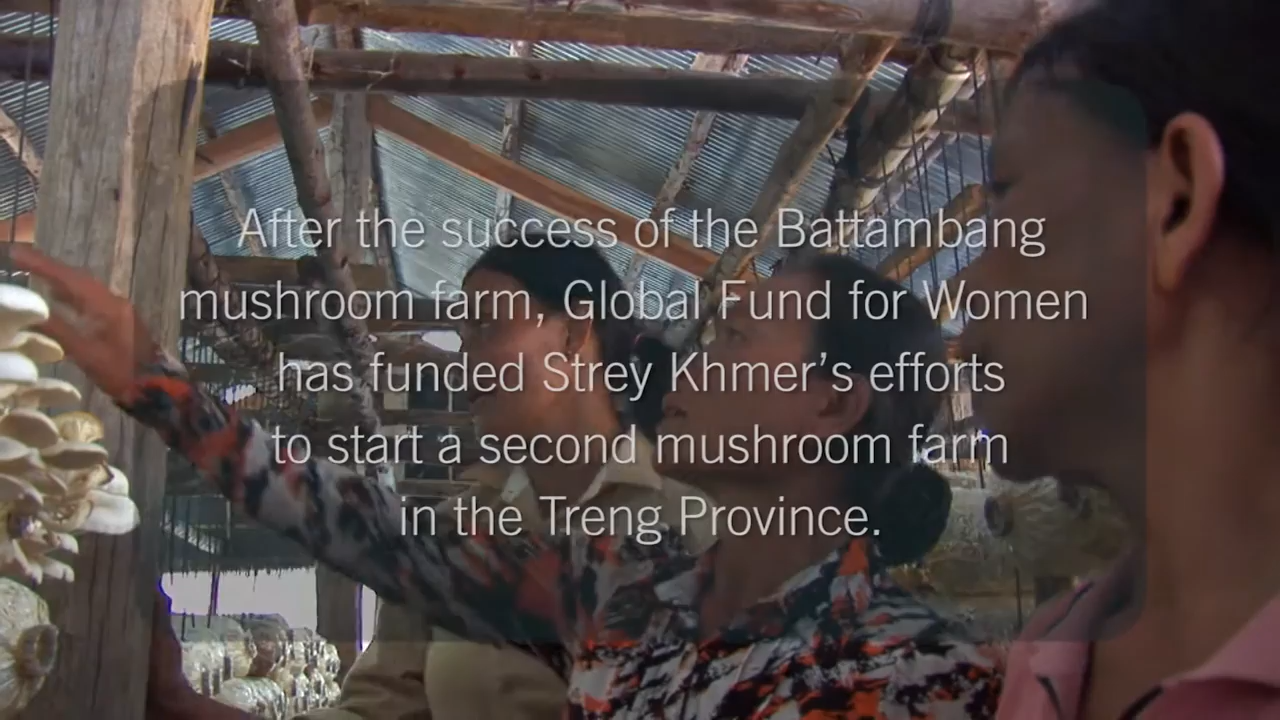 After the success of the Battambang
mushroom farm, Global Fund for Women
has funded Strey Khmer’s efforts
to start a second mushroom farm
in the Treng Province.